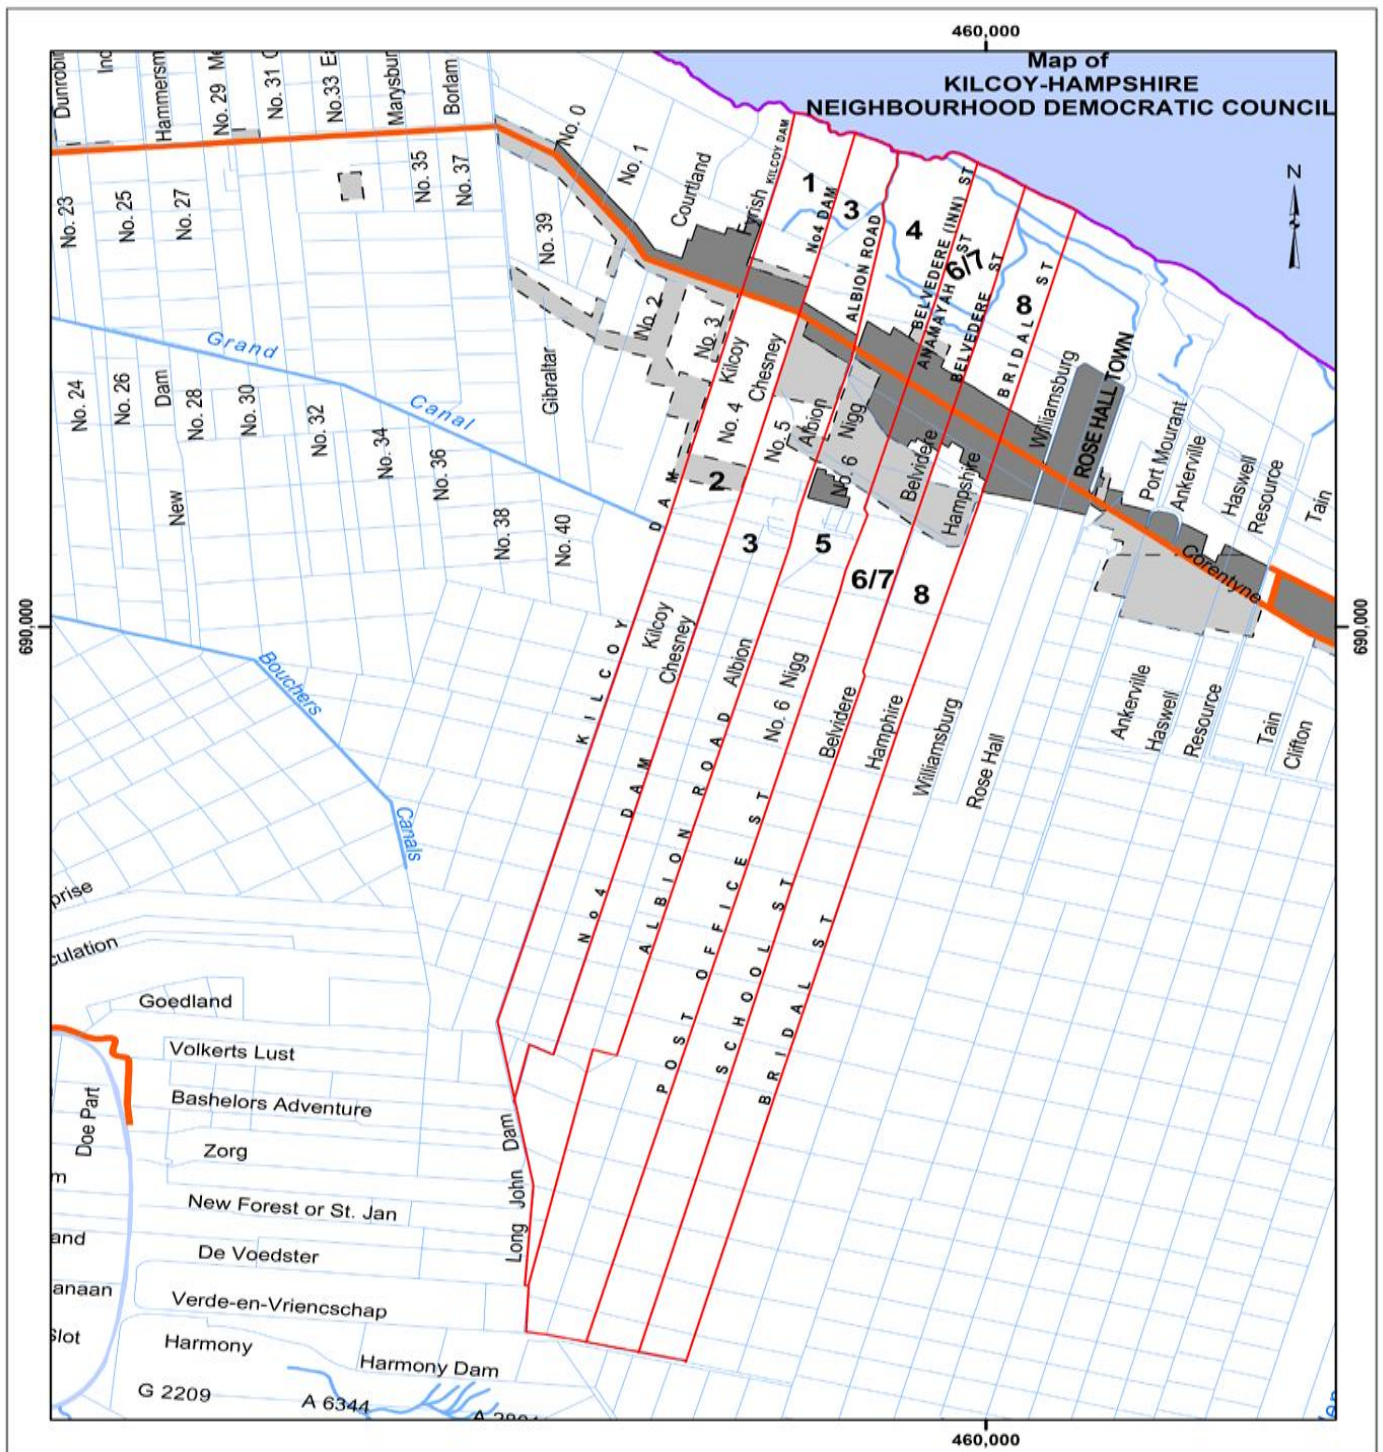 460,000
Map of
KILCOY-HAMPSHIRE
NEIGHBOURHOOD DEMOCRATIC COUNCIL
Hammersm
No. 29
No. 31
No.33
Marysbur
Borlam
No. 0
No. 1
Courtland
KILCOY DAM
1
No4 DAM
3
ALBION ROAD
4
BELVEDERE (INN) ST
ANAMAYAH ST
6/7
BELVEDERE ST
8
BRIDAL ST
N
No. 23
No. 25
No. 27
No. 35
No. 37
No. 39
No. 2
No. 3
Kilcoy
Chesney
Gibraltar
Grand
Canal
No. 24
No. 26
Dam
No. 28
No. 30
No. 32
No. 34
No. 36
New
No. 38
No. 40
No. 4
No. 5
Albion
Nigg
No. 6
Belvidere
Hampshire
Williamsburg
ROSE HALL TOWN
Port Mourant
Ankerville
Haswell
Resource
Tain
Corentyne
2
3
5
6/7
8
690,000
690,000
KILCOY DAM
Kilcoy
Chesney
Albion
No. 6
Nigg
Belvidere
Hamphire
Williamsburg
Rose Hall
Ankerville
Haswell
Resource
Tain
Clifton
Bouchers
Canals
No4 DAM
ALBION ROAD
POST OFFICE ST
SCHOOL ST
BRIDAL ST
prise
culation
Goedland
Volkerts Lust
Bashelors Adventure
Doe Part
Zorg
New Forest or St. Jan
De Voedster
Verde-en-Vriencschap
Harmony
Harmony Dam
Long John Dam
and
anaan
G 2209
A 6344
460,000